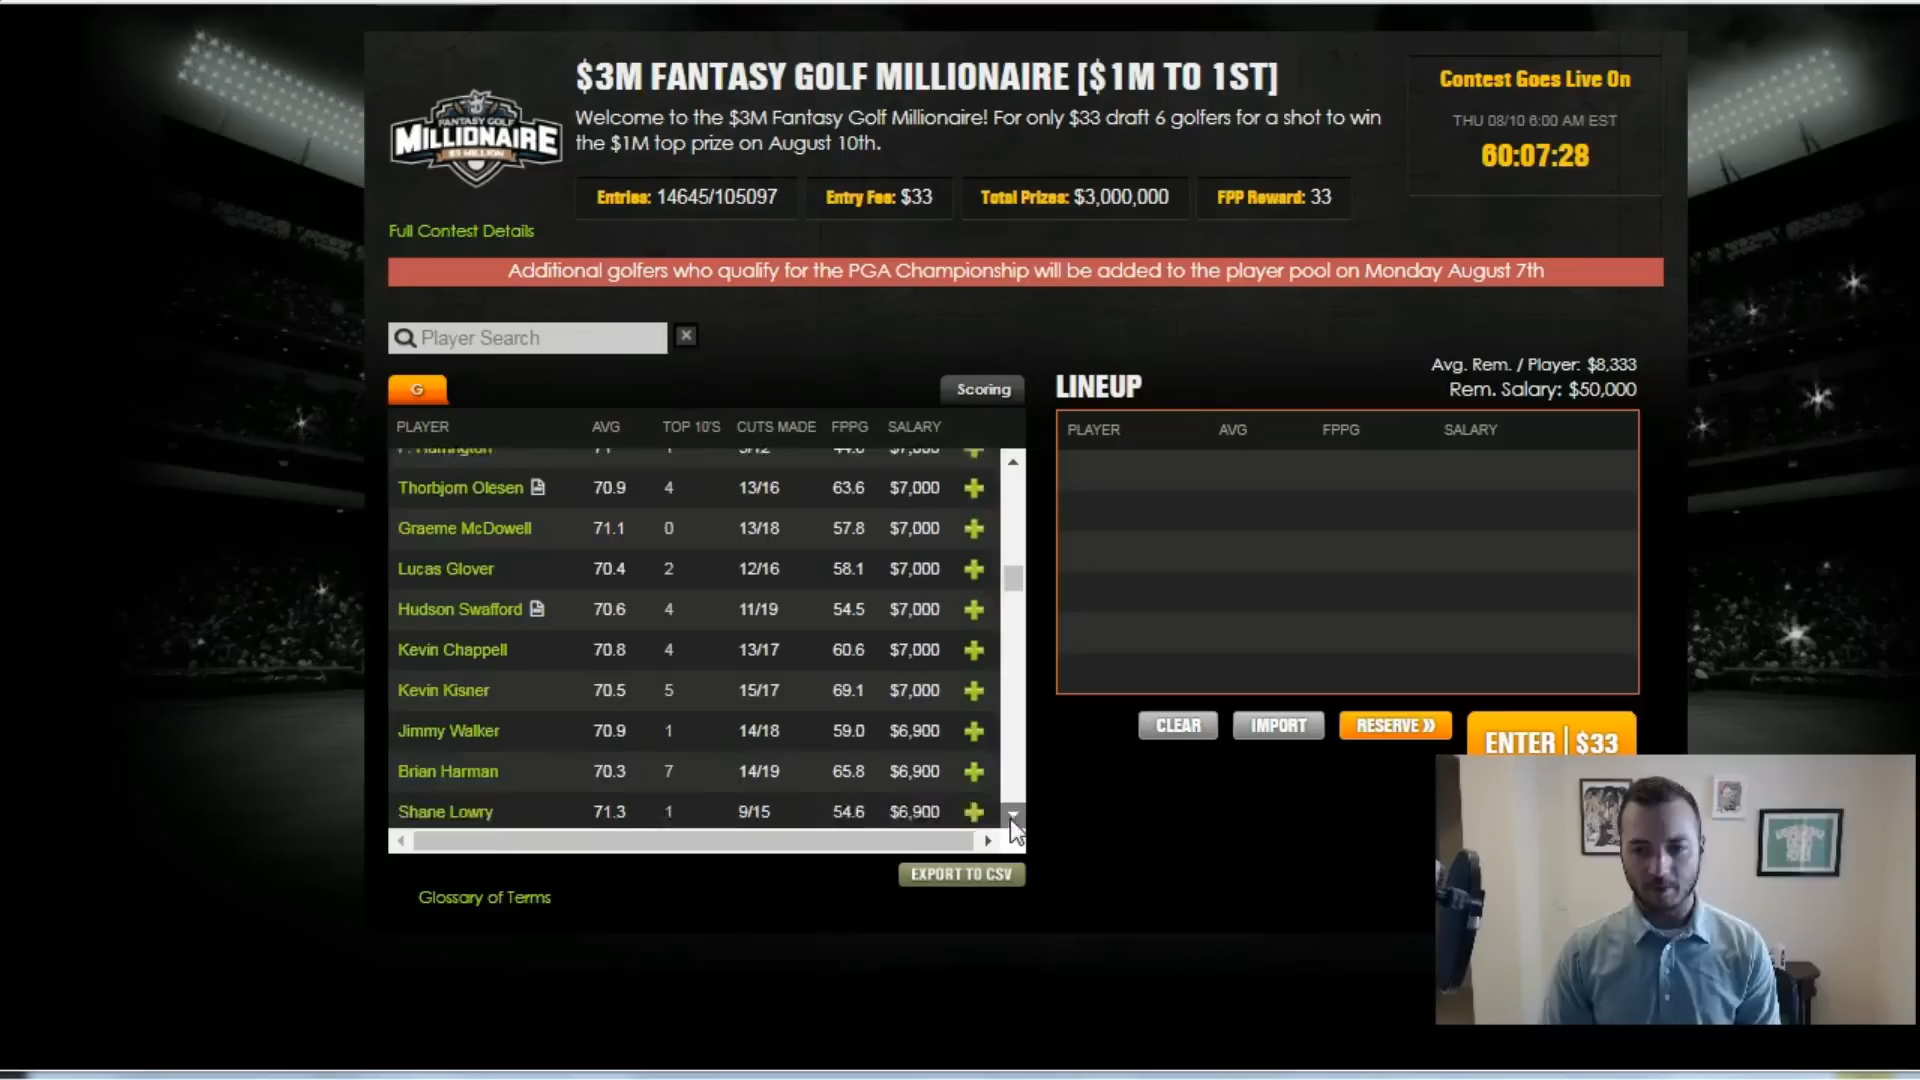 $3M FANTASY GOLF MILLIONAIRE [$1M TO 1ST]
Welcome to the $3M Fantasy Golf Millionaire! For only $33 draft 6 golfers for a shot to win
the $1M top prize on August 10th.
FANTASY GOLF
MILLIONAIRE
Contest Goes Live On
THU 08/10 6:00 AM EST
60:07:28
Entries: 14645/105097
Entry Fee: $33
Total Prizes: $3,000,000
FPP Reward: 33
Full Contest Details
Additional golfers who qualify for the PGA Championship will be added to the player pool on Monday August 7th
Player Search
G
Scoring
PLAYER AVG TOP 10'S CUTS MADE FPPG SALARY
Thorbjorn Olesen 70.9 4 13/16 63.6 $7,000
Graeme McDowell 71.1 0 13/18 57.8 $7,000
Lucas Glover 70.4 2 12/16 58.1 $7,000
Hudson Swafford 70.6 4 11/19 54.5 $7,000
Kevin Chappell 70.8 4 13/17 60.6 $7,000
Kevin Kisner 70.5 5 15/17 69.1 $7,000
Jimmy Walker 70.9 1 14/18 59.0 $6,900
Brian Harman 70.3 7 14/19 65.8 $6,900
Shane Lowry 71.3 1 9/15 54.6 $6,900
EXPORT TO CSV
Glossary of Terms
Avg. Rem. / Player: $8,333
LINEUP
Rem. Salary: $50,000
PLAYER AVG FPPG SALARY
CLEAR
IMPORT
RESERVE »
ENTER | $33